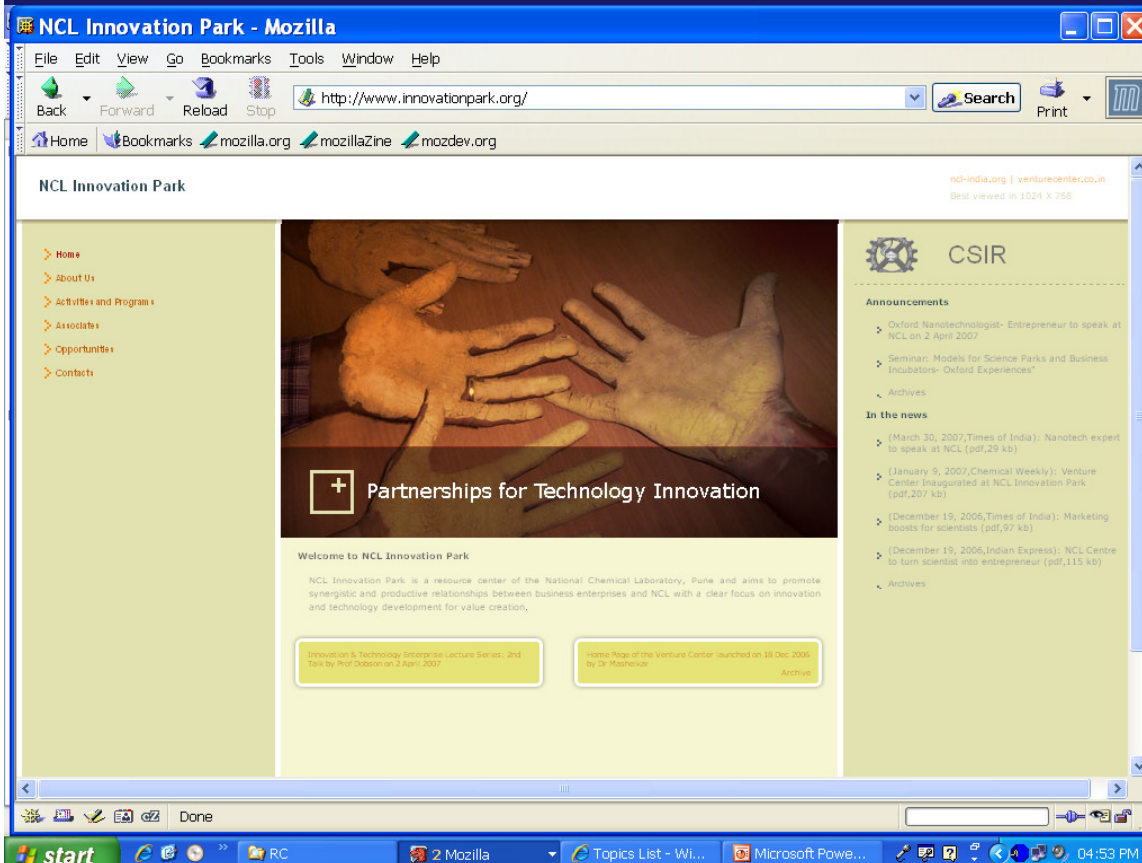 NCL Innovation Park - Mozilla
File Edit View Go Bookmarks Tools Window Help
Back Forward Reload Stop http://www.innovationpark.org/ Search Print
Home Bookmarks mozilla.org mozillaZine mozdev.org
NCL Innovation Park
ncl-india.org | venturecenter.co.in
Best viewed in 1024 X 768
Home
About Us
Activities and Programs
Associates
Opportunities
Contacts
Partnerships for Technology Innovation
Welcome to NCL Innovation Park
NCL Innovation Park is a resource center of the National Chemical Laboratory, Pune and aims to promote
synergistic and productive relationships between business enterprises and NCL with a clear focus on innovation
and technology development for value creation.
Innovation & Technology Enterprise Lecture Series: 2nd
Talk by Prof Dobson on 2 April 2007
Home Page of the Venture Center launched on 18 Dec 2006
by Dr Mashelkar
Archive
CSIR
Announcements
Oxford Nanotechnologist- Entrepreneur to speak at
NCL on 2 April 2007
Seminar: Models for Science Parks and Business
Incubators- Oxford Experiences"
Archives
In the news
(March 30, 2007,Times of India): Nanotech expert
to speak at NCL (pdf,29 kb)
(January 9, 2007,Chemical Weekly): Venture
Center Inaugurated at NCL Innovation Park
(pdf,207 kb)
(December 19, 2006,Times of India): Marketing
boosts for scientists (pdf,97 kb)
(December 19, 2006,Indian Express): NCL Centre
to turn scientist into entrepreneur (pdf,115 kb)
Archives
Done
start RC 2 Mozilla Topics List - Wi... Microsoft Powe... 04:53 PM